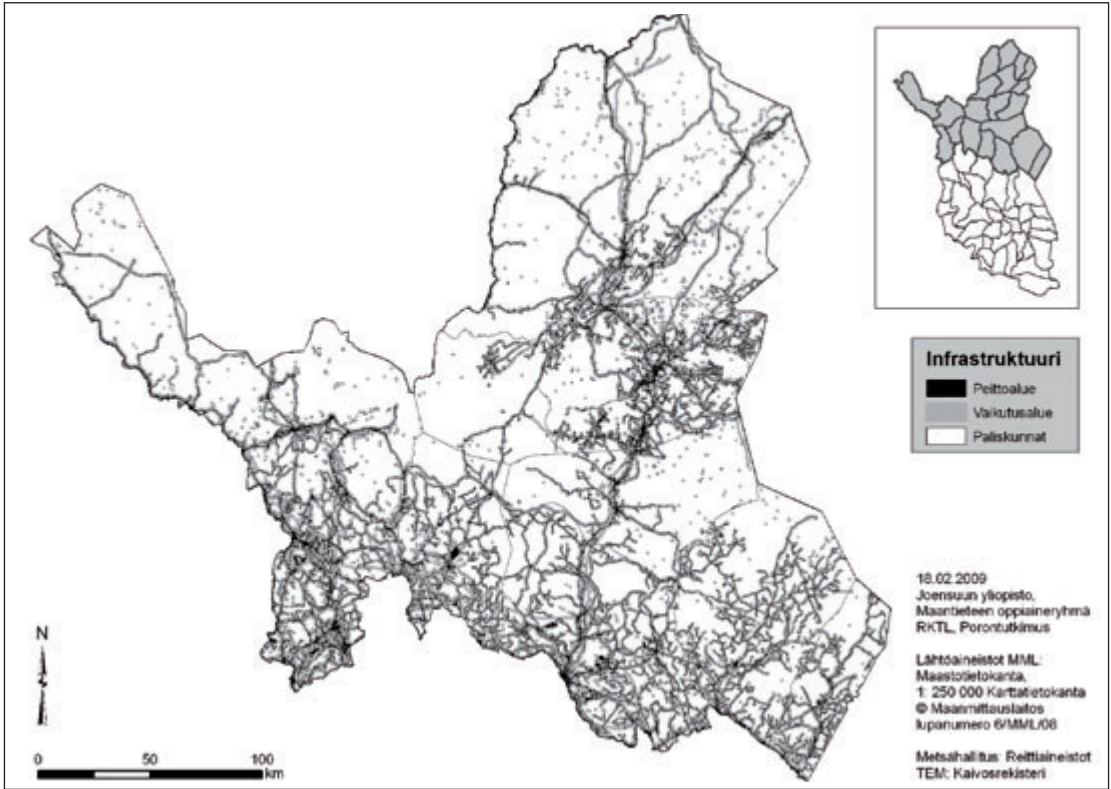 Infrastruktuuri
Peittoalue
Vaikutusalue
Paliskunnat
18.02.2009
Joensuun yliopisto,
Maantieteen oppiaineryhmä
RKTL, Porontutkimus
Lähtöaineistot MML:
Maastotietokanta,
1: 250 000 Karttatietokanta
© Maanmittauslaitos
lupanumero 6/MML/08
Metsähallitus: Reittiaineistot
TEM: Kaivosrekisteri
N
0 50 100
km